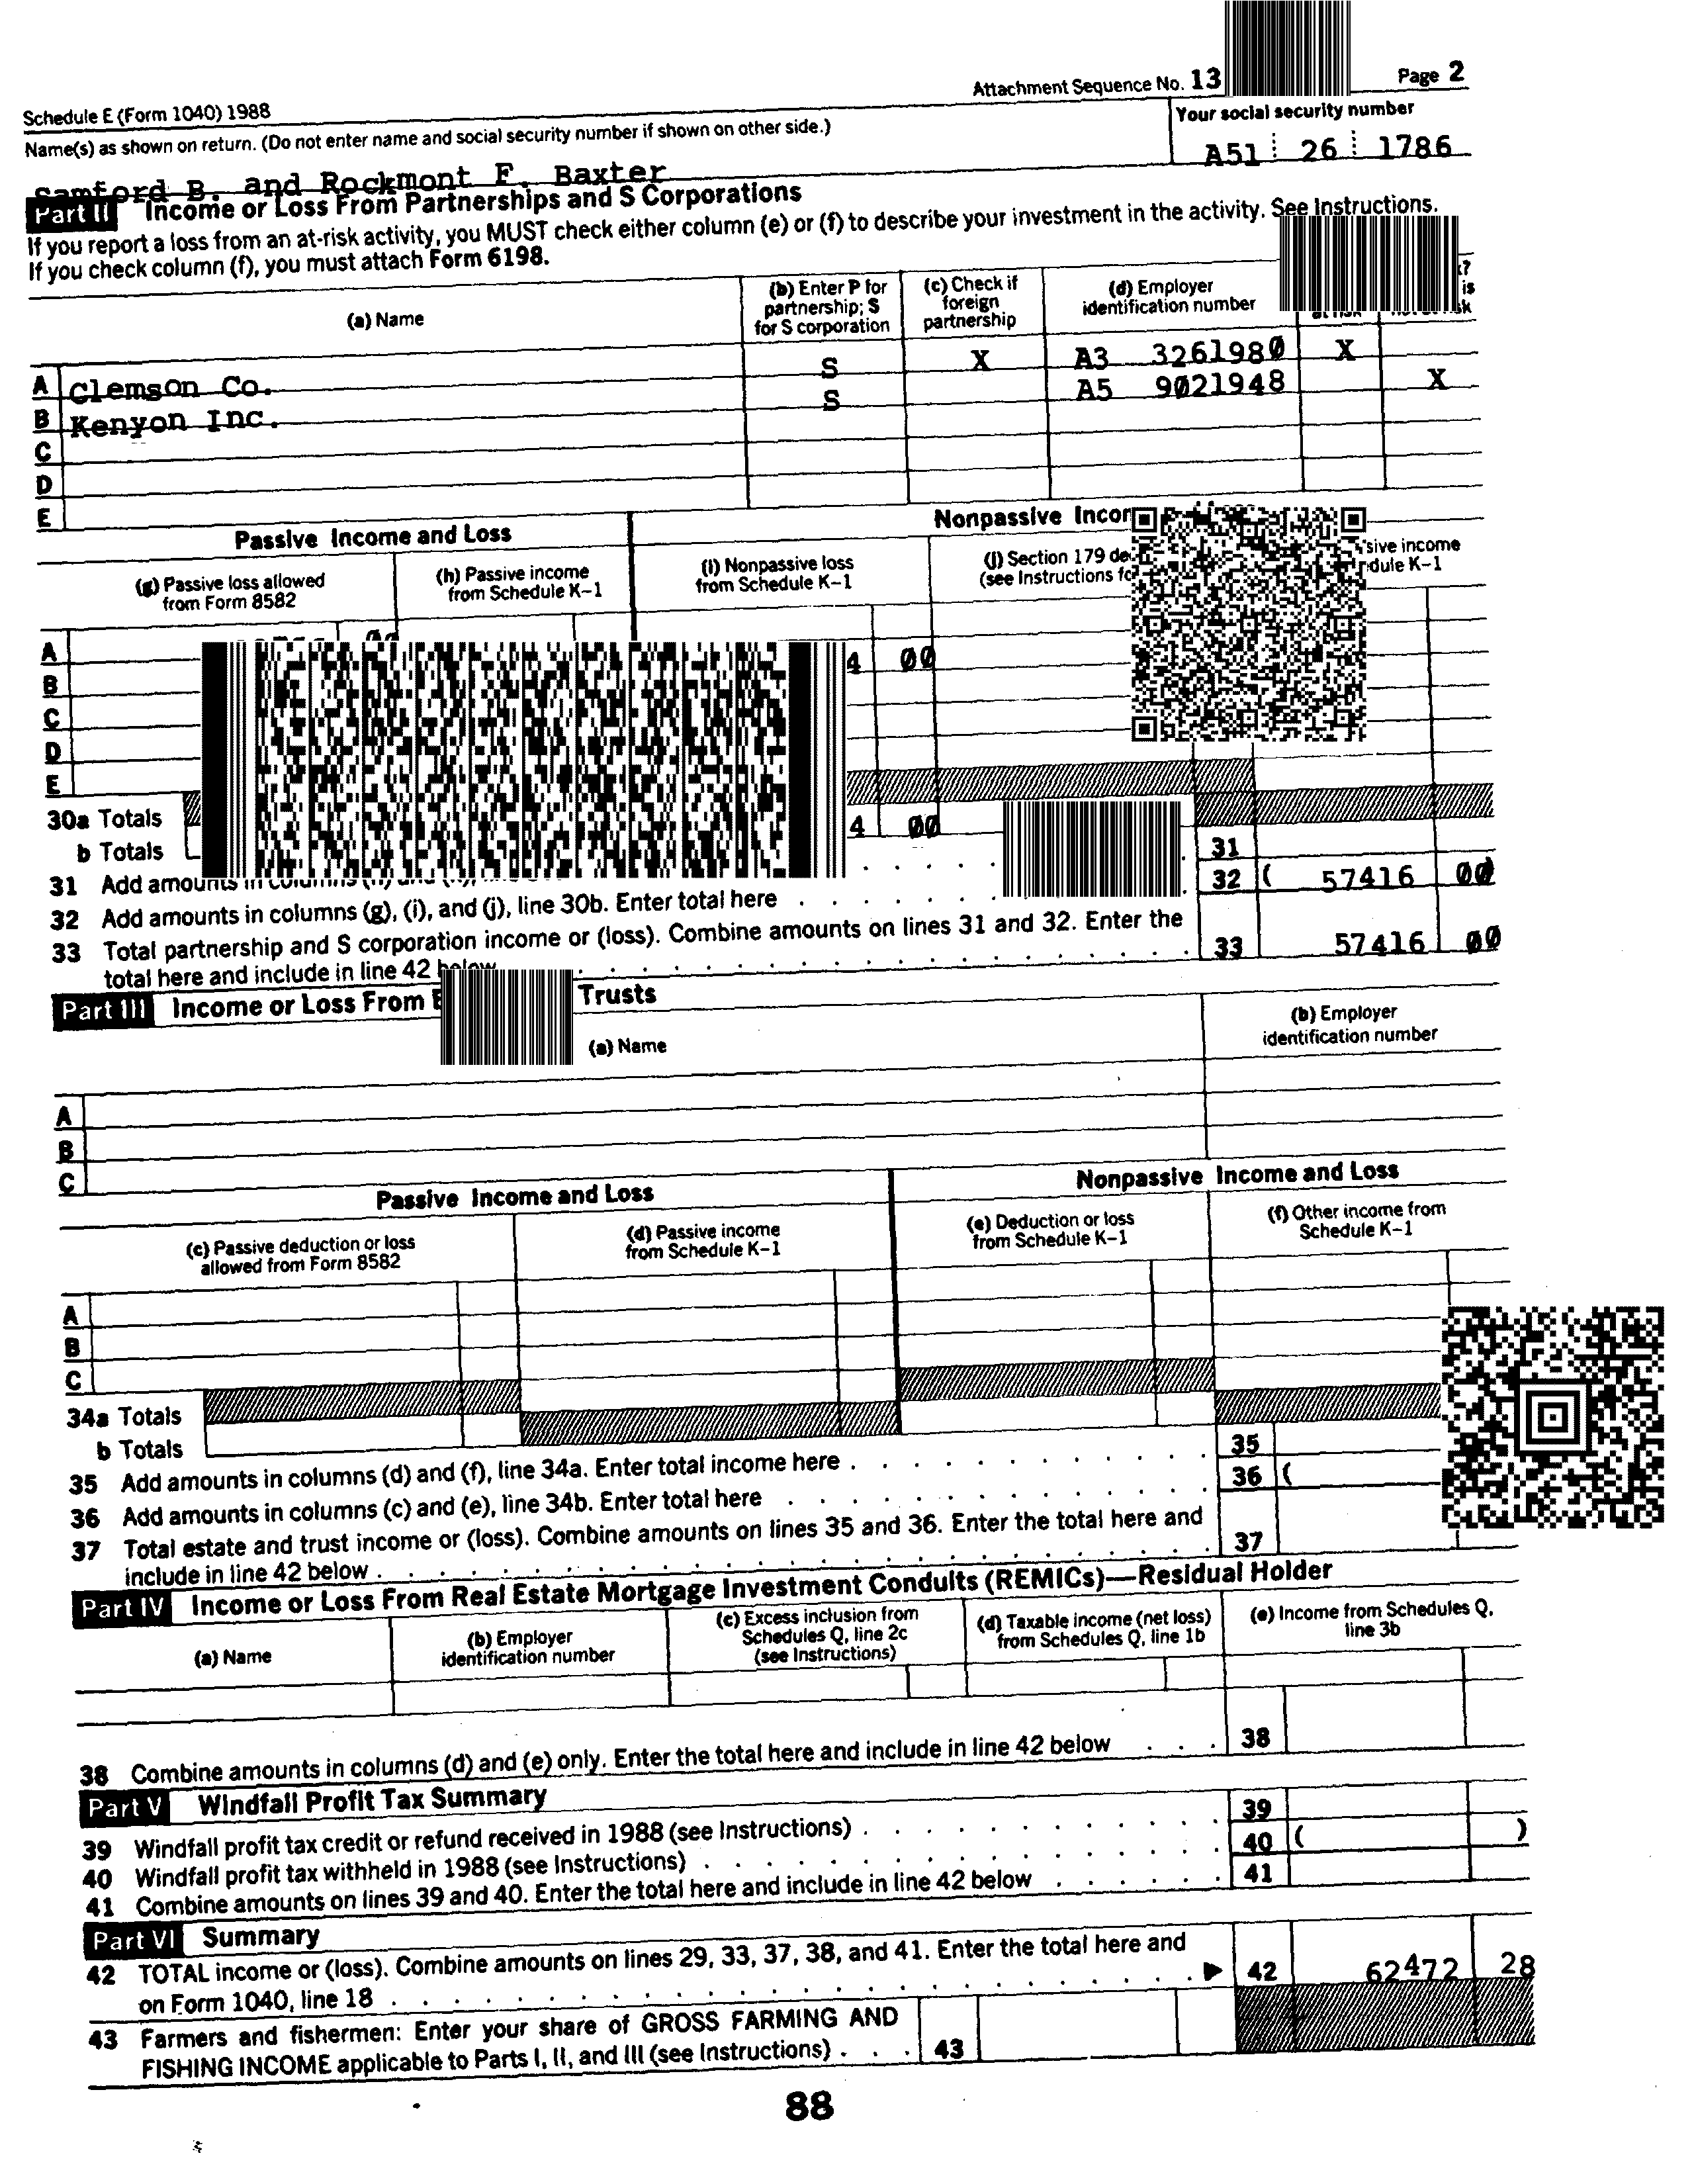 Attachment Sequence No. 13 Page 2
Schedule E (Form 1040) 1988
Name(s) as shown on return. (Do not enter name and social security number if shown on other side.) Your social security number
Samford B. and Rockmont F. Baxter A51 26 1786
Part II Income or Loss From Partnerships and S Corporations
If you report a loss from an at-risk activity, you MUST check either column (e) or (f) to describe your investment in the activity. See Instructions.
If you check column (f), you must attach Form 6198.
(a) Name
(b) Enter P for
partnership; S
for S corporation
(c) Check if
foreign
partnership
(d) Employer
identification number
is
A Clemson Co. S X A3 3261980 X
B Kenyon Inc. S A5 9021948 X
C
D
E
Passive Income and Loss Nonpassive
(g) Passive loss allowed
from Form 8582
(h) Passive income
from Schedule K-1
(i) Nonpassive loss
from Schedule K-1
(j) Section 179
(see Instructions
income
K-1
A
B 4 00
C
D
E
30a Totals
b Totals 4 00
31 Add amounts 31
32 Add amounts in columns (g), (i), and (j), line 30b. Enter total here 32 ( 57416 00)
33 Total partnership and S corporation income or (loss). Combine amounts on lines 31 and 32. Enter the
total here and include in line 42 below 33 57416 00
Part III Income or Loss From Trusts
(a) Name
(b) Employer
identification number
A
B
C
Passive Income and Loss Nonpassive Income and Loss
(c) Passive deduction or loss
allowed from Form 8582
(d) Passive income
from Schedule K-1
(e) Deduction or loss
from Schedule K-1
(f) Other income from
Schedule K-1
A
B
C
34a Totals
b Totals
35 Add amounts in columns (d) and (f), line 34a. Enter total income here 35
36 Add amounts in columns (c) and (e), line 34b. Enter total here 36 (
37 Total estate and trust income or (loss). Combine amounts on lines 35 and 36. Enter the total here and
include in line 42 below 37
Part IV Income or Loss From Real Estate Mortgage Investment Conduits (REMICs)—Residual Holder
(a) Name
(b) Employer
identification number
(c) Excess inclusion from
Schedules Q, line 2c
(see Instructions)
(d) Taxable income (net loss)
from Schedules Q, line 1b
(e) Income from Schedules Q,
line 3b
38 Combine amounts in columns (d) and (e) only. Enter the total here and include in line 42 below 38
Part V Windfall Profit Tax Summary
39 Windfall profit tax credit or refund received in 1988 (see Instructions) 39
40 Windfall profit tax withheld in 1988 (see Instructions) 40 ( )
41 Combine amounts on lines 39 and 40. Enter the total here and include in line 42 below 41
Part VI Summary
42 TOTAL income or (loss). Combine amounts on lines 29, 33, 37, 38, and 41. Enter the total here and
on Form 1040, line 18 42 62472 28
43 Farmers and fishermen: Enter your share of GROSS FARMING AND
FISHING INCOME applicable to Parts I, II, and III (see Instructions) 43
88